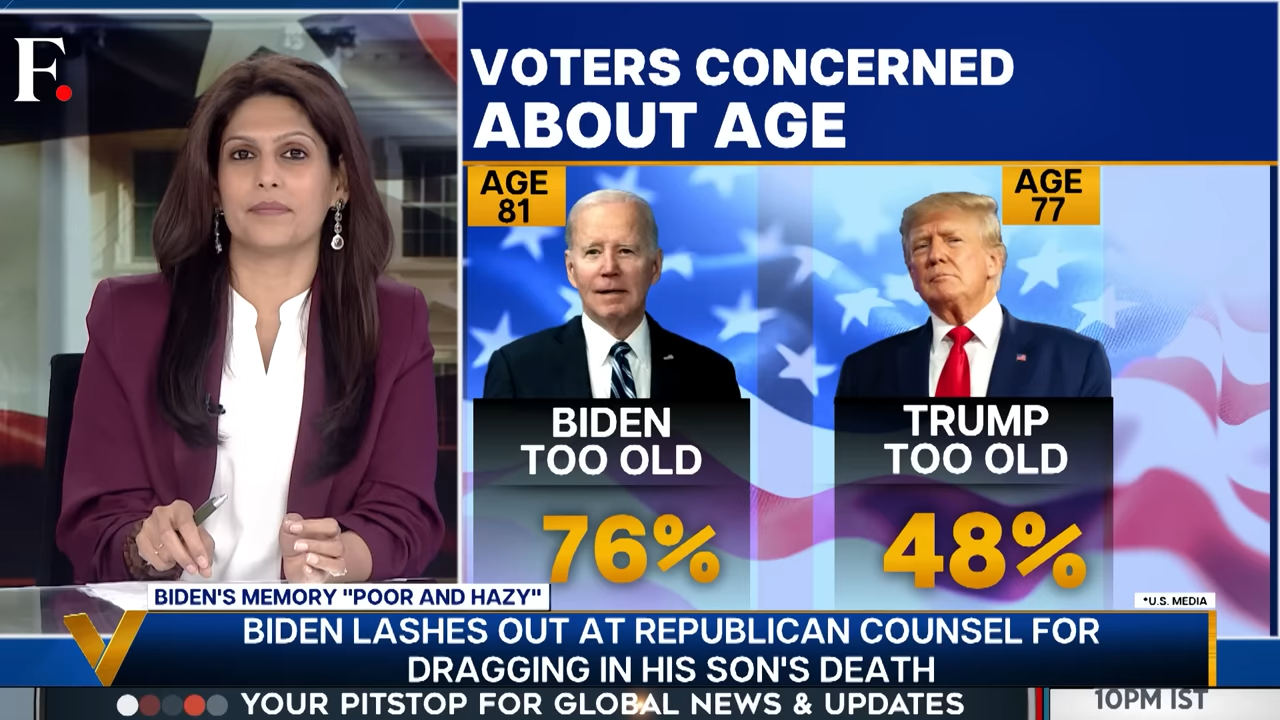 F.
VOTERS CONCERNED
ABOUT AGE
AGE
81
AGE
77
BIDEN
TOO OLD
76%
TRUMP
TOO OLD
48%
BIDEN'S MEMORY "POOR AND HAZY"
*U.S. MEDIA
BIDEN LASHES OUT AT REPUBLICAN COUNSEL FOR
DRAGGING IN HIS SON'S DEATH
YOUR PITSTOP FOR GLOBAL NEWS & UPDATES
10PM IST